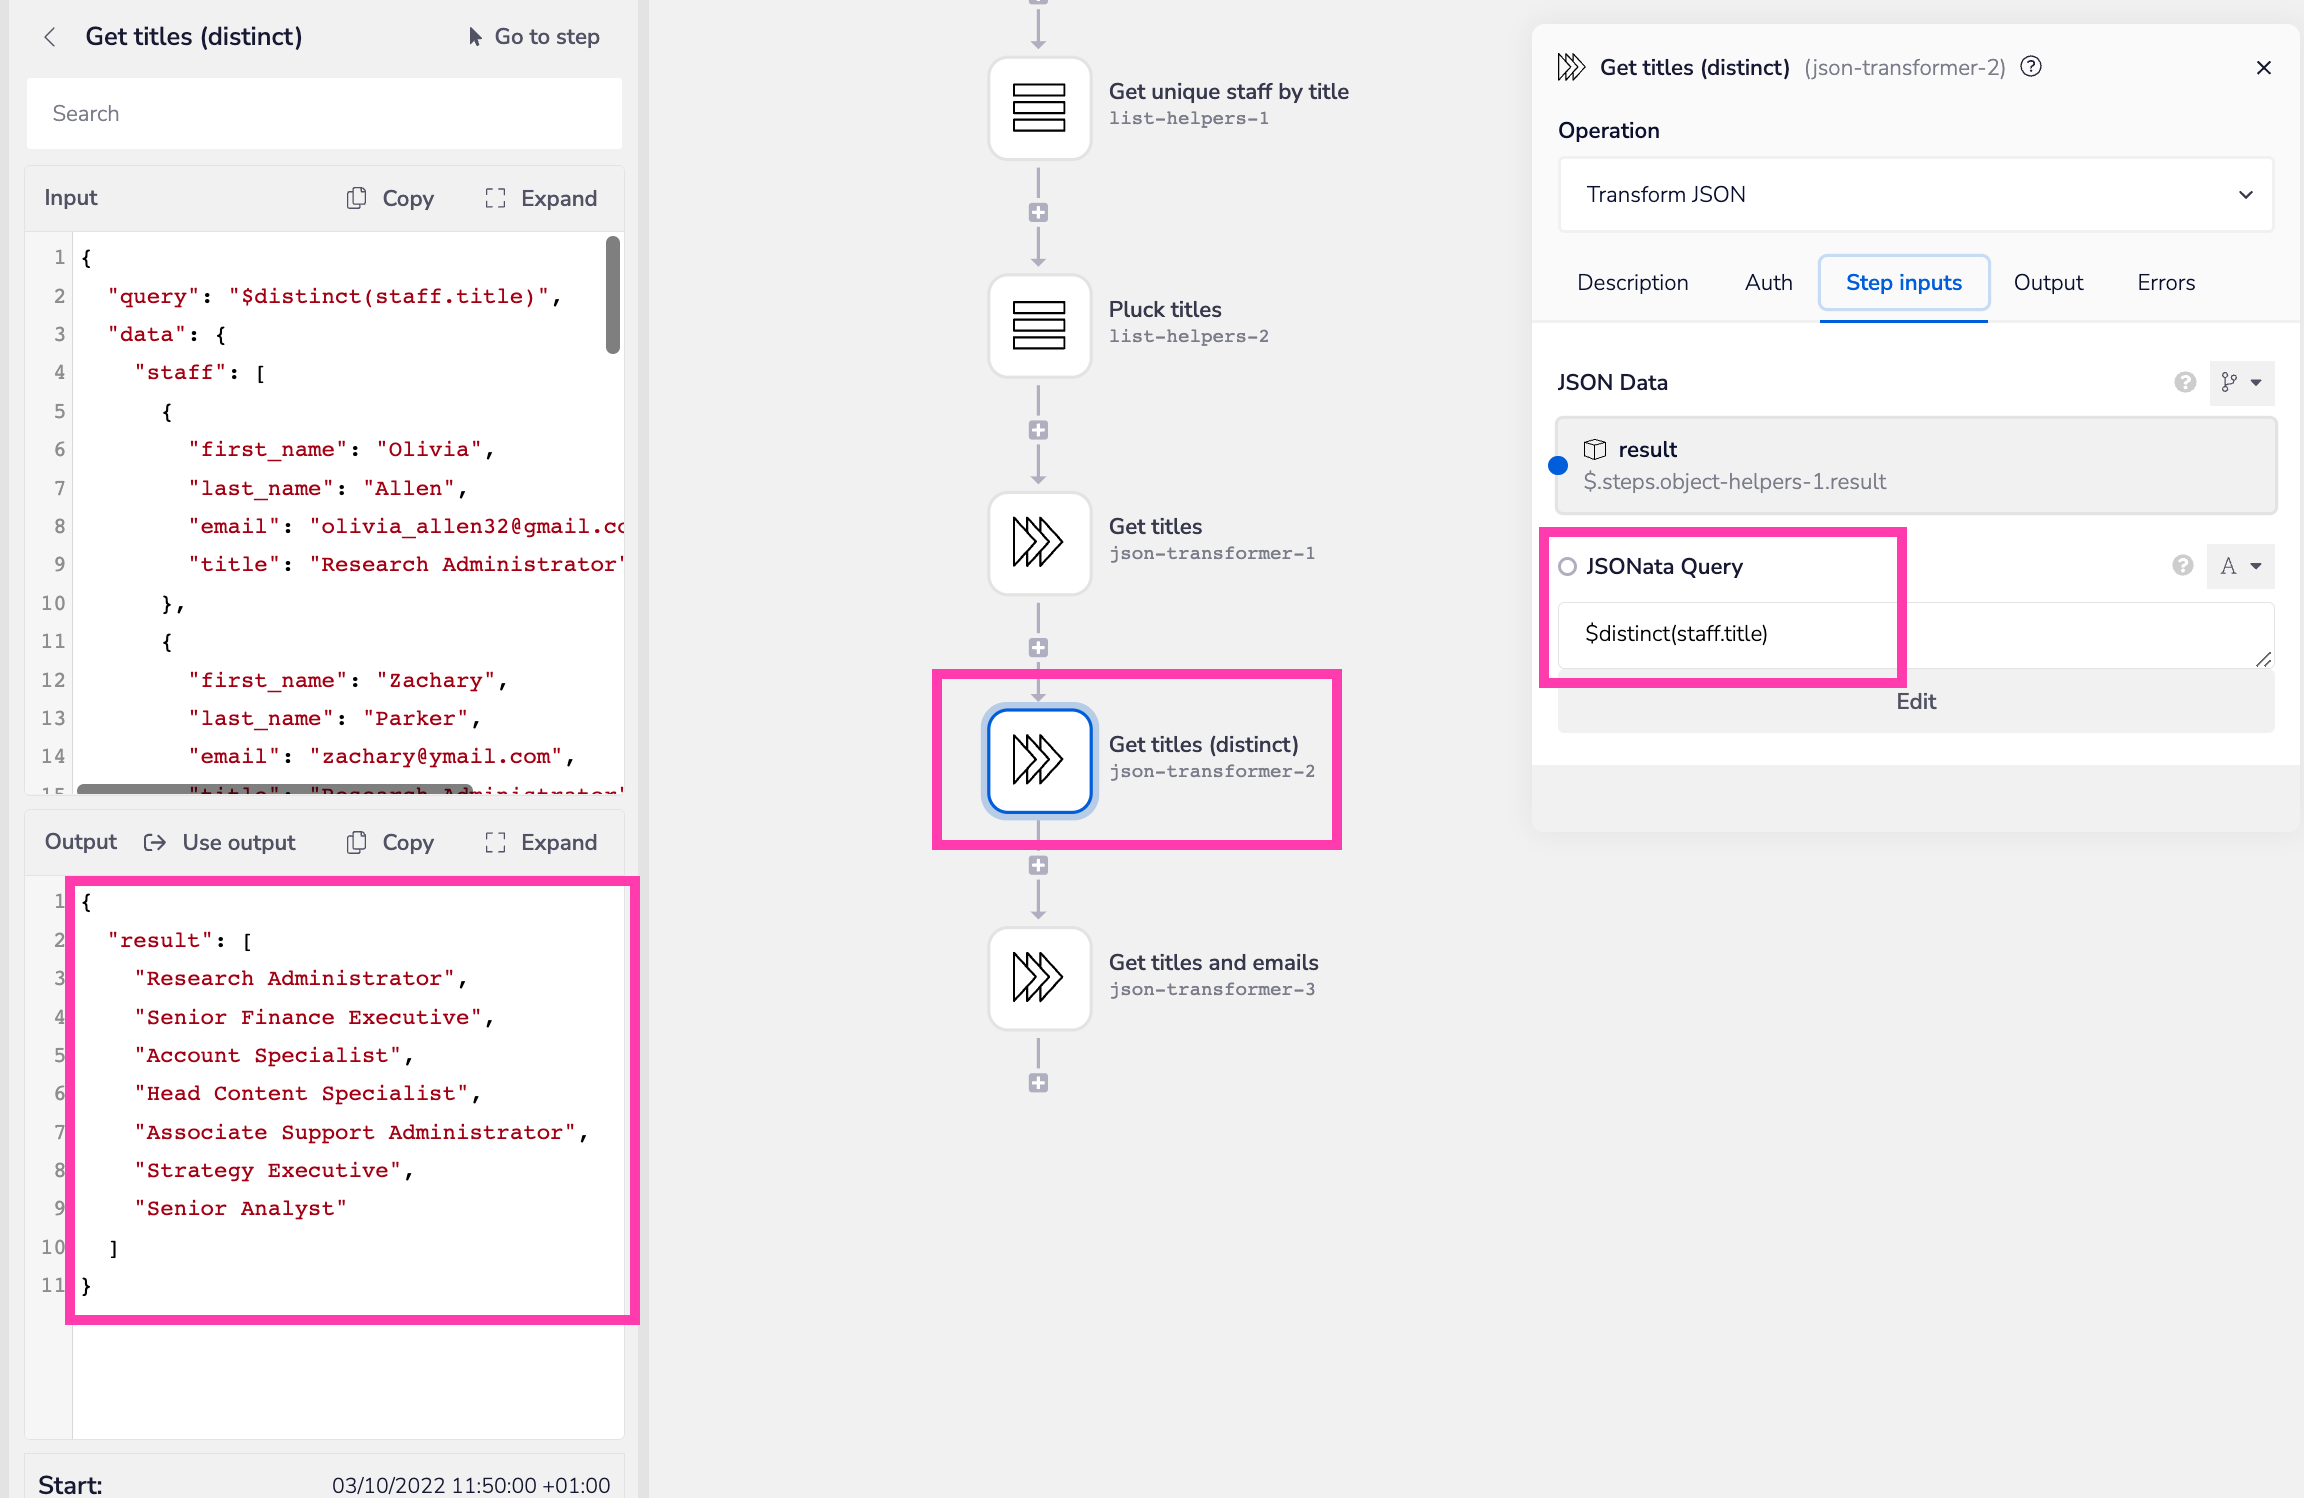 Get titles (distinct)
Go to step
Search
Input
Copy
Expand
1 {
2 "query": "$distinct(staff.title)",
3 "data": {
4 "staff": [
5 {
6 "first_name": "Olivia",
7 "last_name": "Allen",
8 "email": "olivia_allen32@gmail.co
9 "title": "Research Administrator"
10 },
11 {
12 "first_name": "Zachary",
13 "last_name": "Parker",
14 "email": "zachary@ymail.com",
15 "title": "Research Administrator"
Output
Use output
Copy
Expand
1 {
2 "result": [
3 "Research Administrator",
4 "Senior Finance Executive",
5 "Account Specialist",
6 "Head Content Specialist",
7 "Associate Support Administrator",
8 "Strategy Executive",
9 "Senior Analyst"
10 ]
11 }
Start:
03/10/2022 11:50:00 +01:00
Get unique staff by title
list-helpers-1
Pluck titles
list-helpers-2
Get titles
json-transformer-1
Get titles (distinct)
json-transformer-2
Get titles and emails
json-transformer-3
Get titles (distinct) (json-transformer-2)
Operation
Transform JSON
Description
Auth
Step inputs
Output
Errors
JSON Data
result
$.steps.object-helpers-1.result
JSONata Query
A
$distinct(staff.title)
Edit